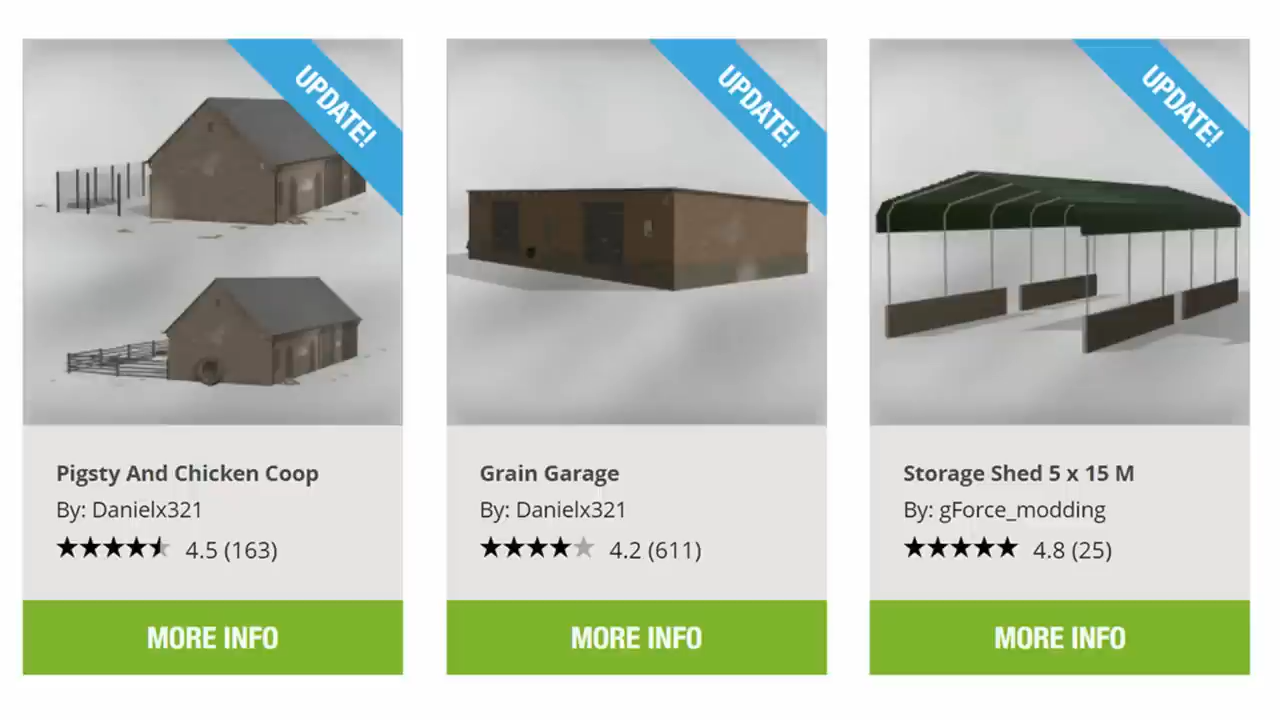 UPDATE!
UPDATE!
UPDATE!
Pigsty And Chicken Coop
By: Danielx321
4.5 (163)
MORE INFO
Grain Garage
By: Danielx321
4.2 (611)
MORE INFO
Storage Shed 5 x 15 M
By: gForce_modding
4.8 (25)
MORE INFO